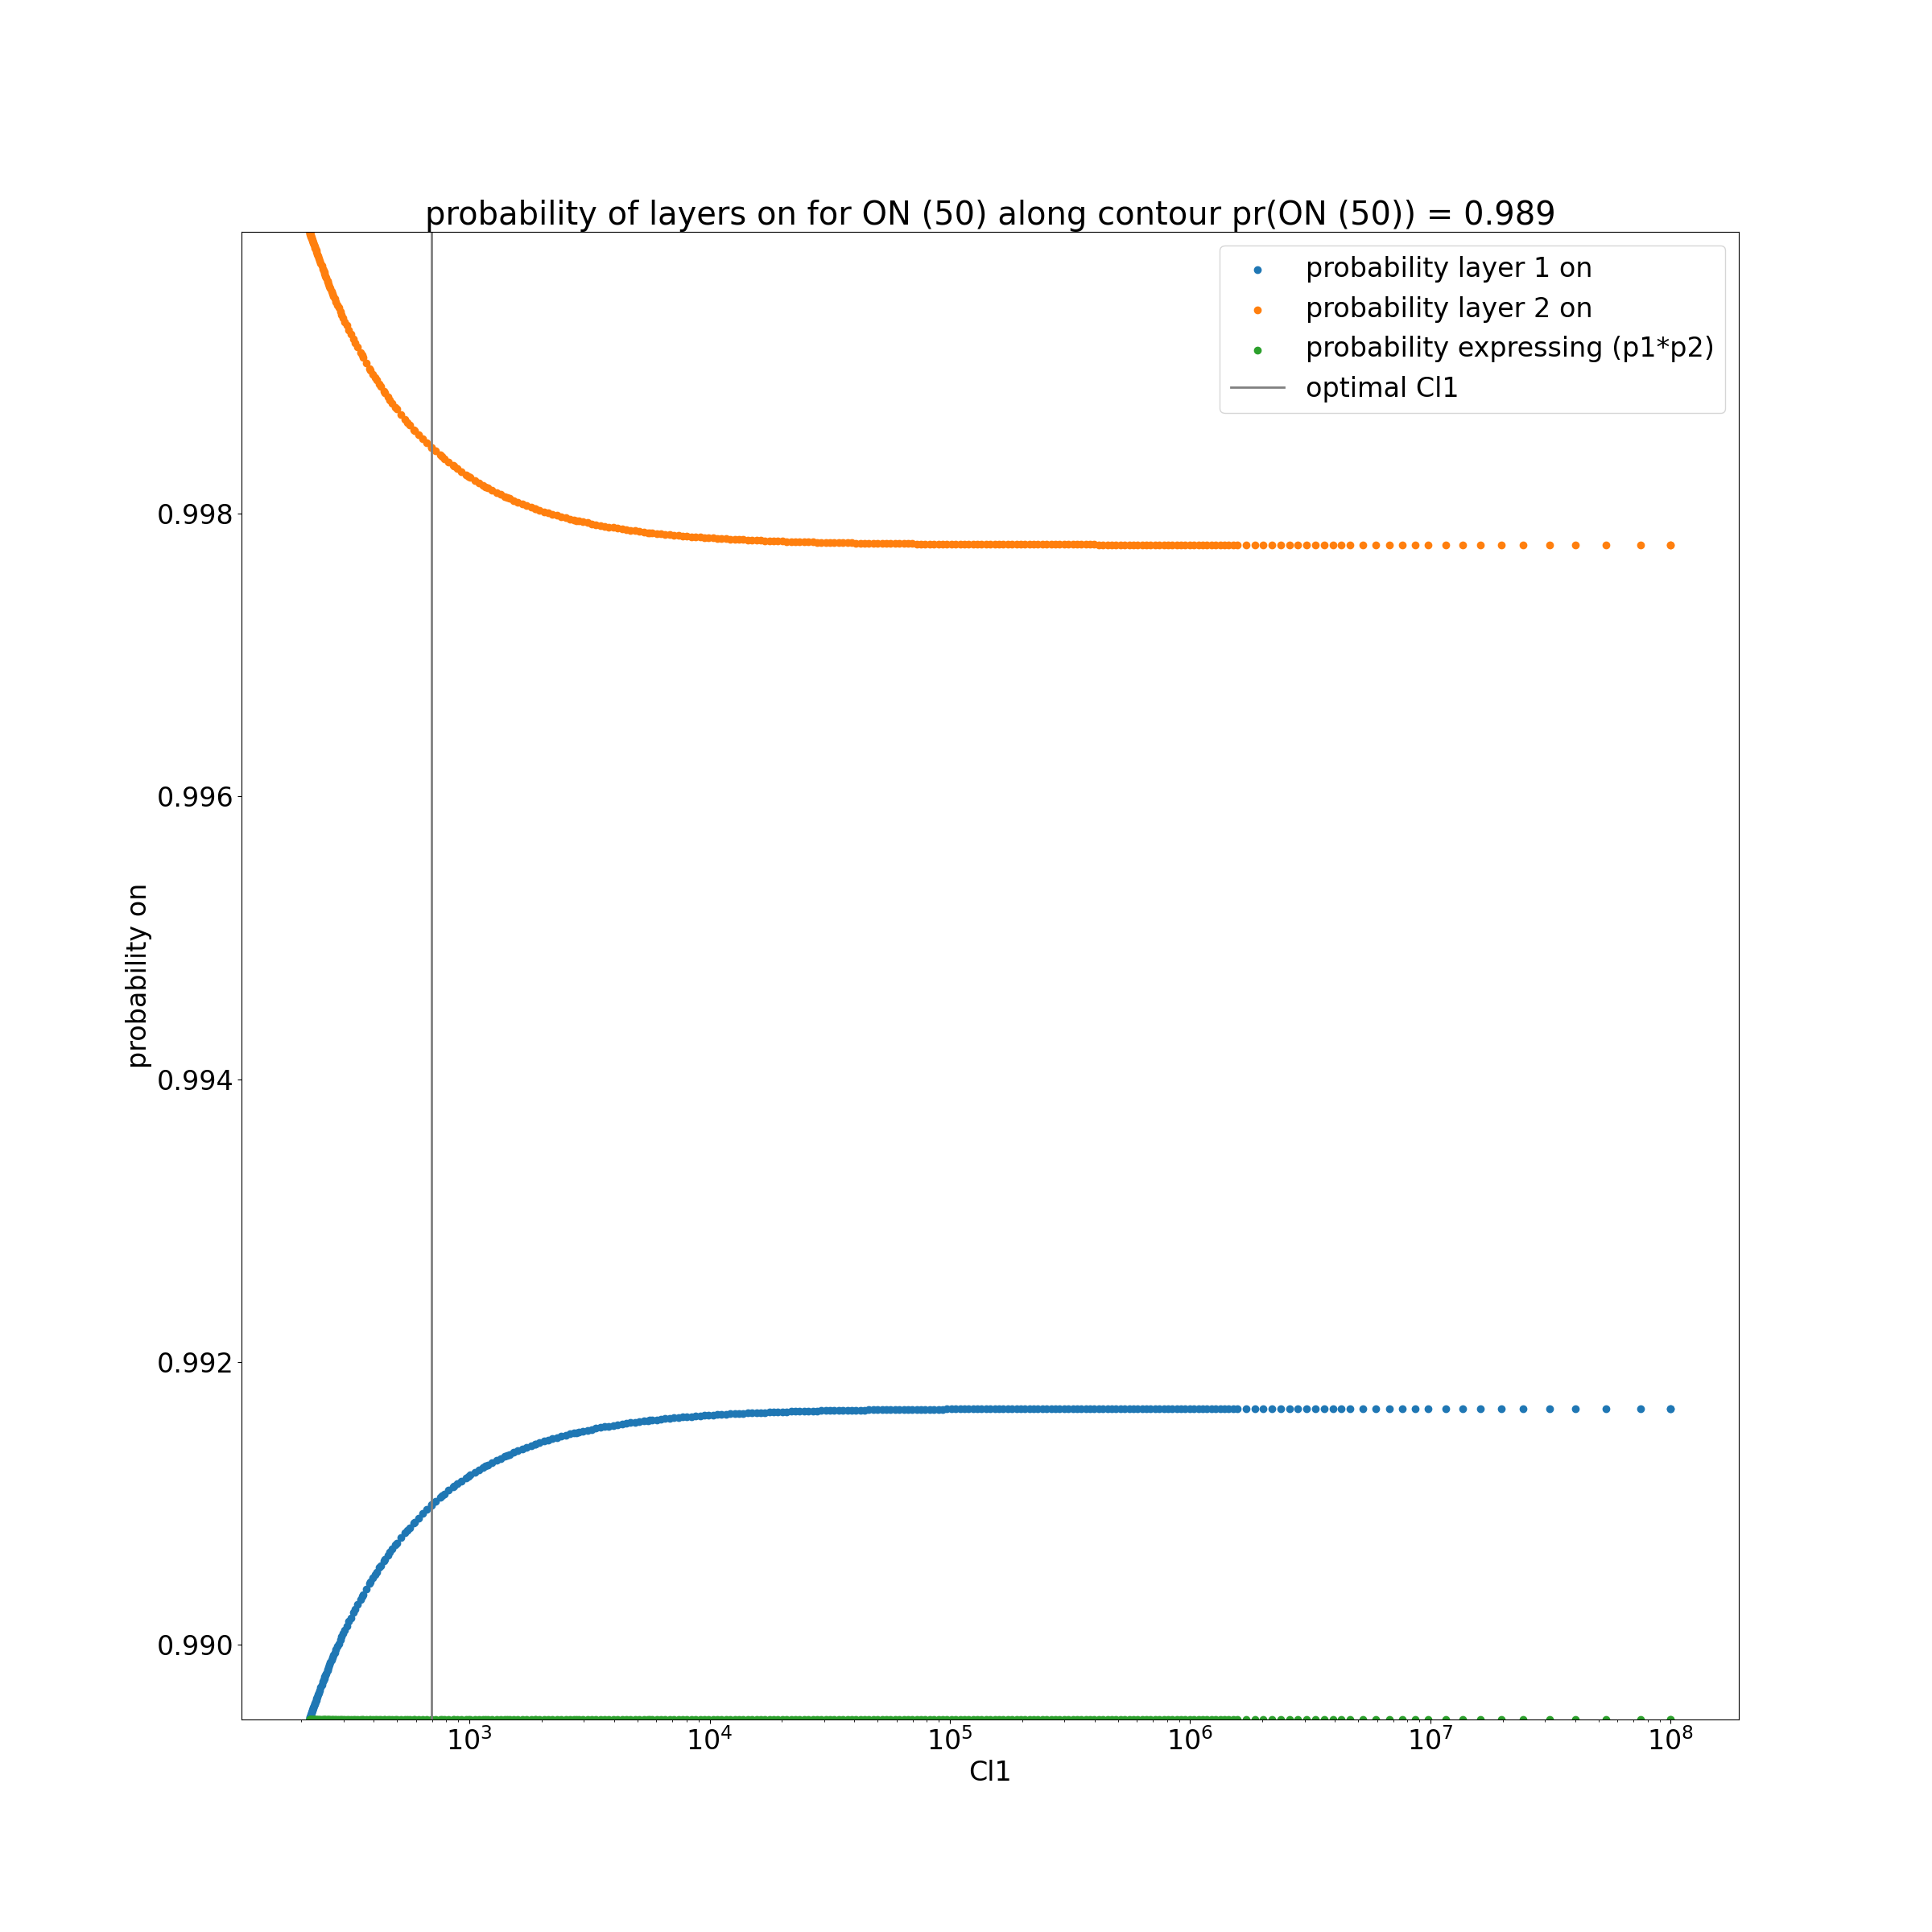 probability of layers on for ON (50) along contour pr(ON (50)) = 0.989
probability layer 1 on
probability layer 2 on
probability expressing (p1*p2)
optimal Cl1
0.998
0.996
0.994
0.992
0.990
probability on
10³
10⁴
10⁵
10⁶
10⁷
10⁸
Cl1